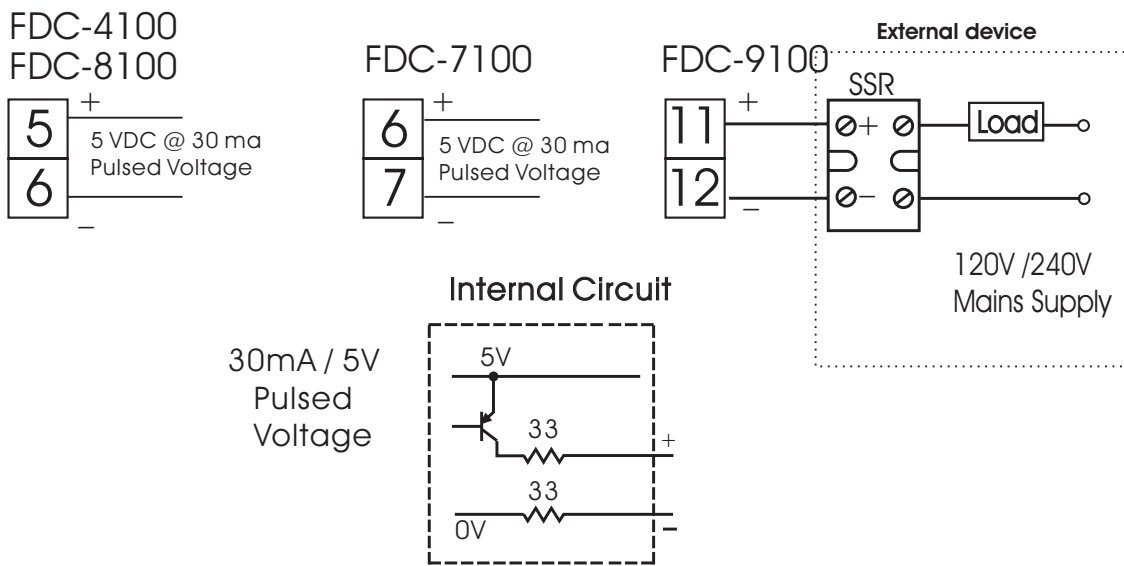 FDC-4100
FDC-8100
5
6
+
5 VDC @ 30 ma
Pulsed Voltage
–
FDC-7100
6
7
+
5 VDC @ 30 ma
Pulsed Voltage
–
FDC-9100
11
12
+
–
External device
SSR
+
–
Load
120V /240V
Mains Supply
Internal Circuit
30mA / 5V
Pulsed
Voltage
5V
33
+
33
0V
–